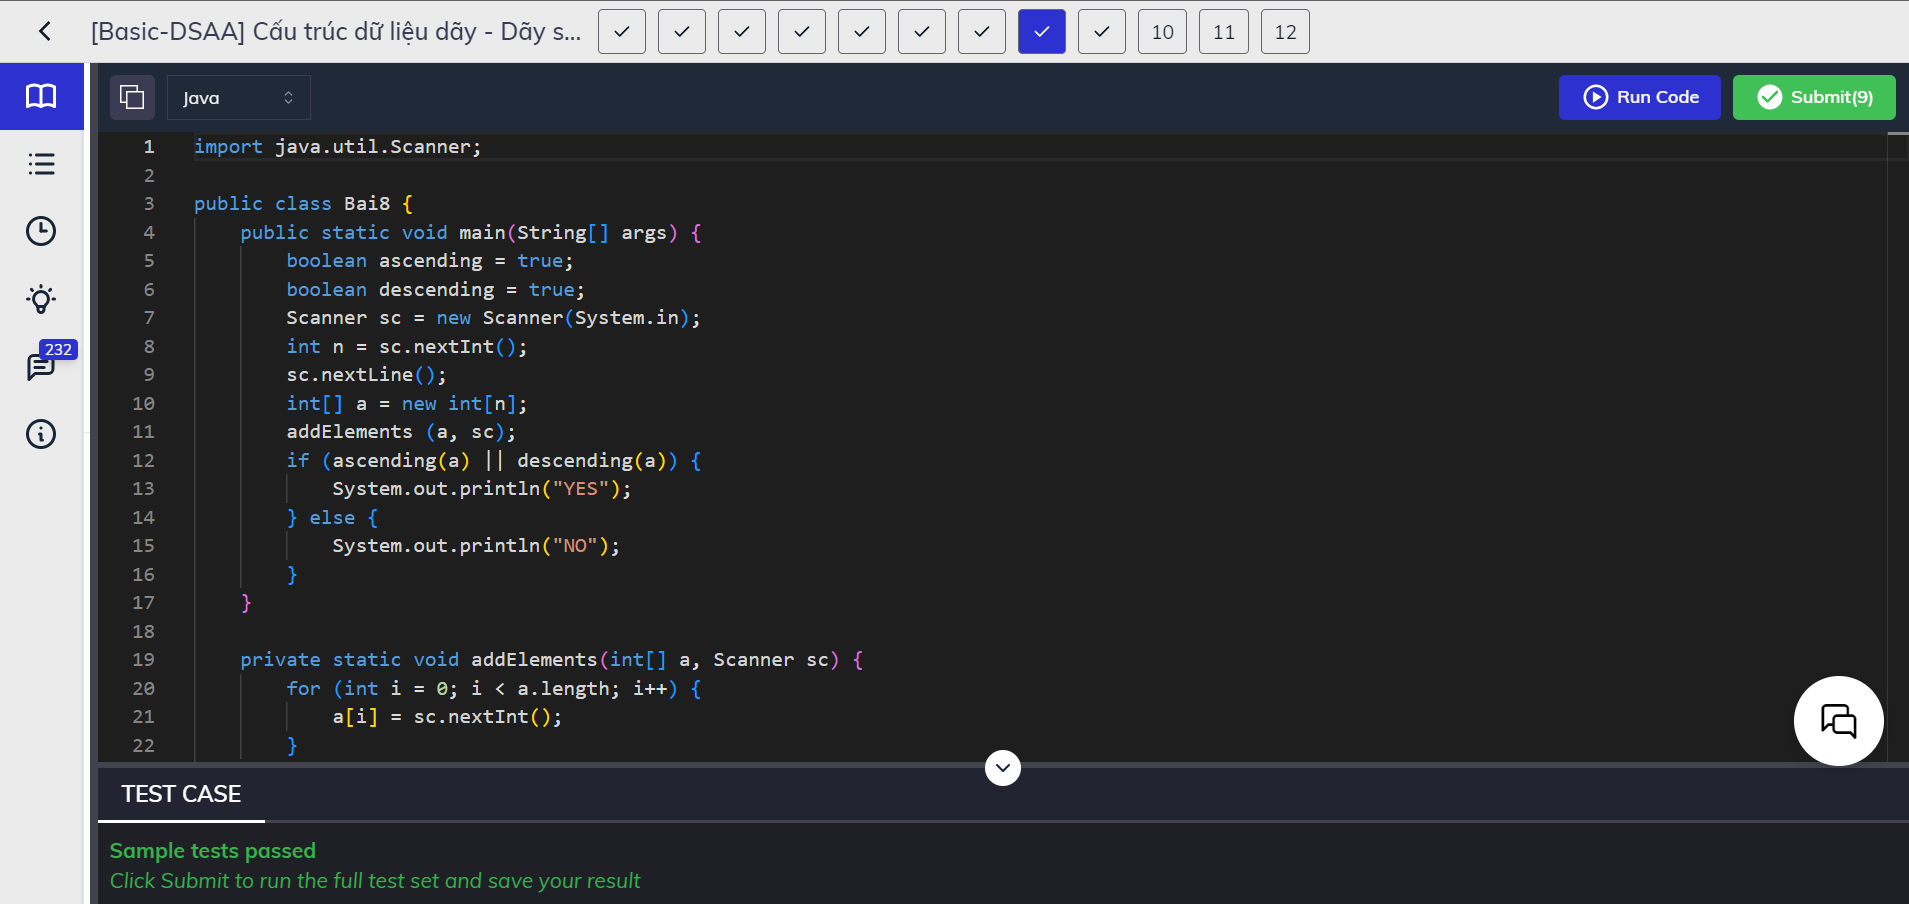 [Basic-DSAA] Cấu trúc dữ liệu dãy - Dãy s... 10 11 12
Java Run Code Submit(9)
1 import java.util.Scanner;
2
3 public class Bai8 {
4 public static void main(String[] args) {
5 boolean ascending = true;
6 boolean descending = true;
7 Scanner sc = new Scanner(System.in);
8 int n = sc.nextInt();
9 sc.nextLine();
10 int[] a = new int[n];
11 addElements (a, sc);
12 if (ascending(a) || descending(a)) {
13 System.out.println("YES");
14 } else {
15 System.out.println("NO");
16 }
17 }
18
19 private static void addElements(int[] a, Scanner sc) {
20 for (int i = 0; i < a.length; i++) {
21 a[i] = sc.nextInt();
22 }
232
TEST CASE
Sample tests passed
Click Submit to run the full test set and save your result